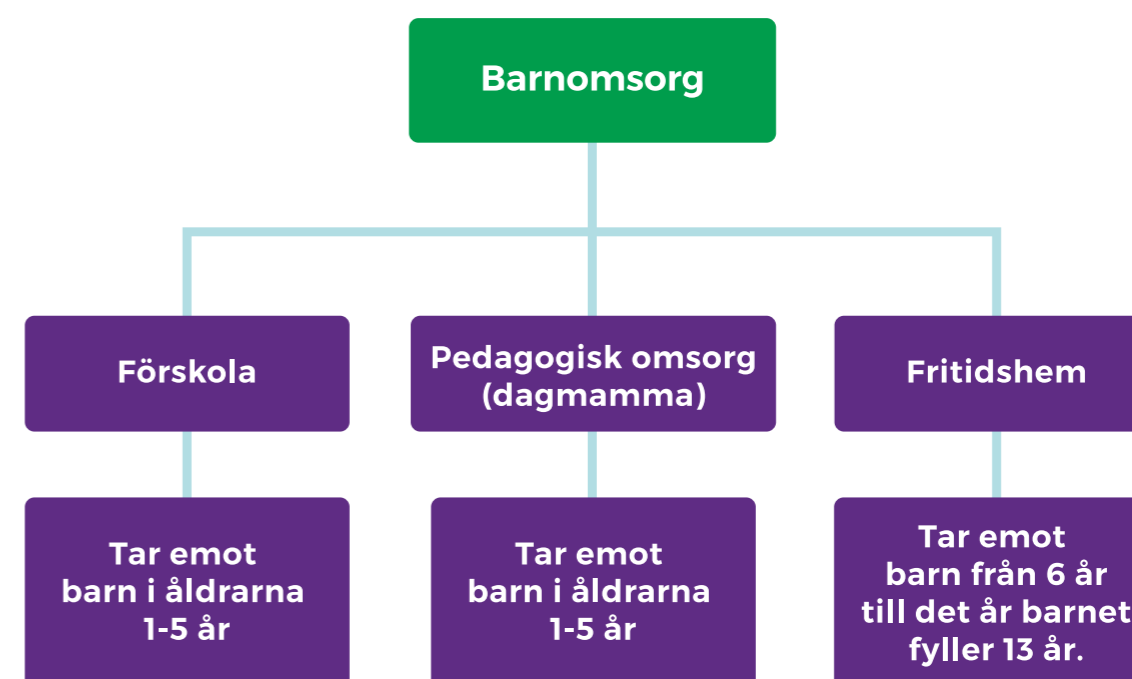 Barnomsorg
Förskola
Pedagogisk omsorg
(dagmamma)
Fritidshem
Tar emot
barn i åldrarna
1-5 år
Tar emot
barn i åldrarna
1-5 år
Tar emot
barn från 6 år
till det år barnet
fyller 13 år.